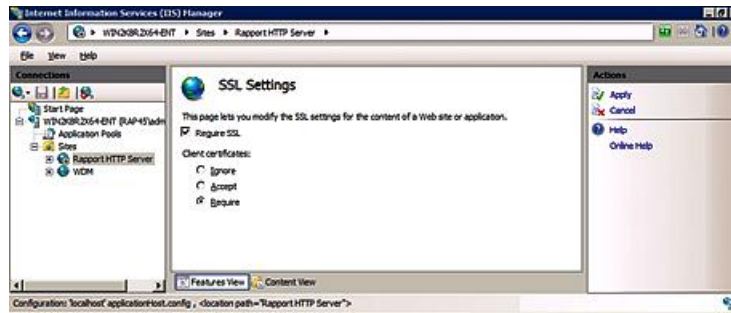 Internet Information Services (IIS) Manager
WIN2K8R2X64-ENT ▸ Sites ▸ Rapport HTTP Server ▸
File View Help
Connections
Start Page
WIN2K8R2X64-ENT (RAP45\adm
Application Pools
Sites
Rapport HTTP Server
WDM
SSL Settings
This page lets you modify the SSL settings for the content of a Web site or application.
Require SSL
Client certificates:
Ignore
Accept
Require
Features View Content View
Actions
Apply
Cancel
Help
Online Help
Configuration: 'localhost' applicationHost.config , <location path="Rapport HTTP Server">